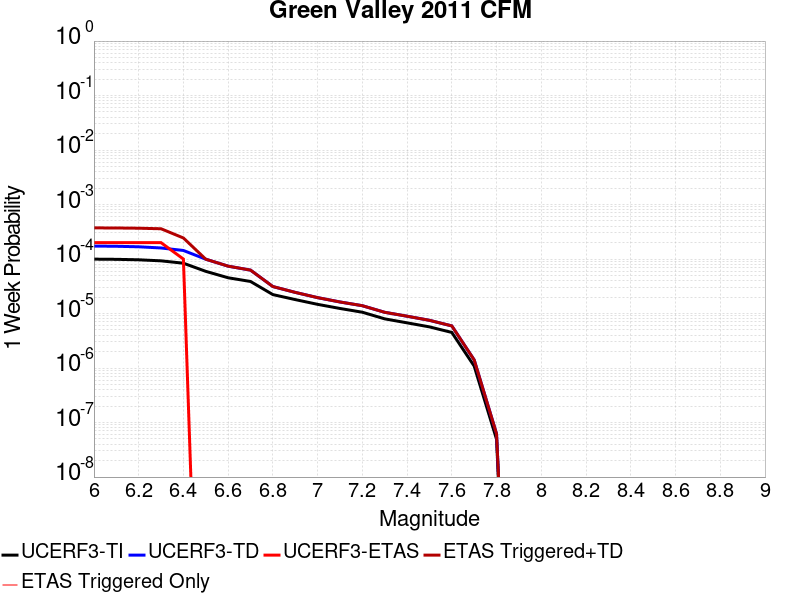 Green Valley 2011 CFM
10^0
10^-1
10^-2
10^-3
10^-4
10^-5
10^-6
10^-7
10^-8
1 Week Probability
6 6.2 6.4 6.6 6.8 7 7.2 7.4 7.6 7.8 8 8.2 8.4 8.6 8.8 9
Magnitude
UCERF3-TI UCERF3-TD UCERF3-ETAS ETAS Triggered+TD
ETAS Triggered Only